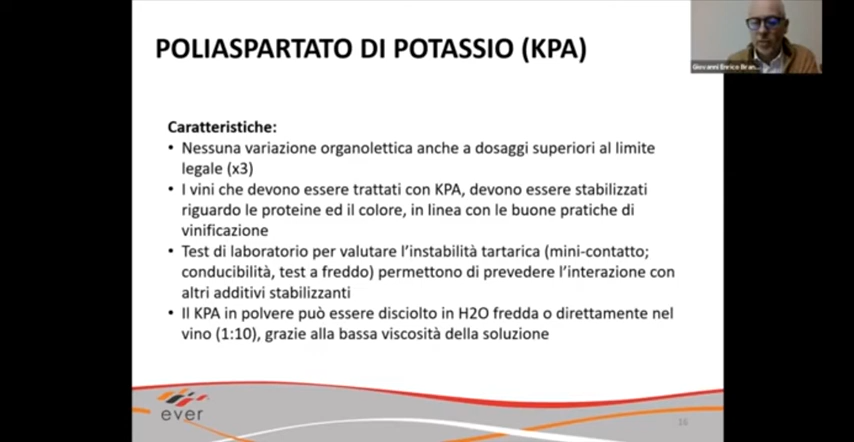 POLIASPARTATO DI POTASSIO (KPA)
Giovanni Enrico Bran...
Caratteristiche:
• Nessuna variazione organolettica anche a dosaggi superiori al limite
legale (x3)
• I vini che devono essere trattati con KPA, devono essere stabilizzati
riguardo le proteine ed il colore, in linea con le buone pratiche di
vinificazione
• Test di laboratorio per valutare l'instabilità tartarica (mini-contatto;
conducibilità, test a freddo) permettono di prevedere l'interazione con
altri additivi stabilizzanti
• Il KPA in polvere può essere disciolto in H2O fredda o direttamente nel
vino (1:10), grazie alla bassa viscosità della soluzione
ever
16